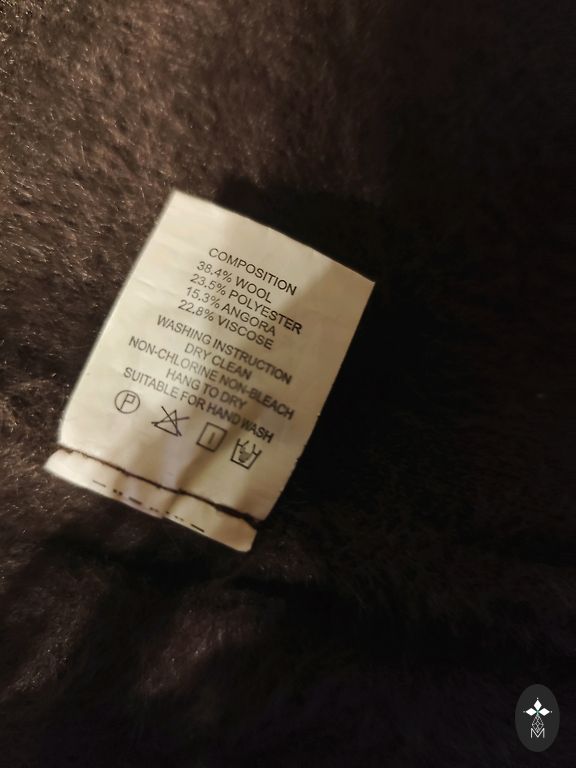 COMPOSITION
38.4% WOOL
23.5% POLYESTER
15.3% ANGORA
22.8% VISCOSE
WASHING INSTRUCTION
DRY CLEAN
NON-CHLORINE NON-BLEACH
HANG TO DRY
SUITABLE FOR HAND WASH
P
M